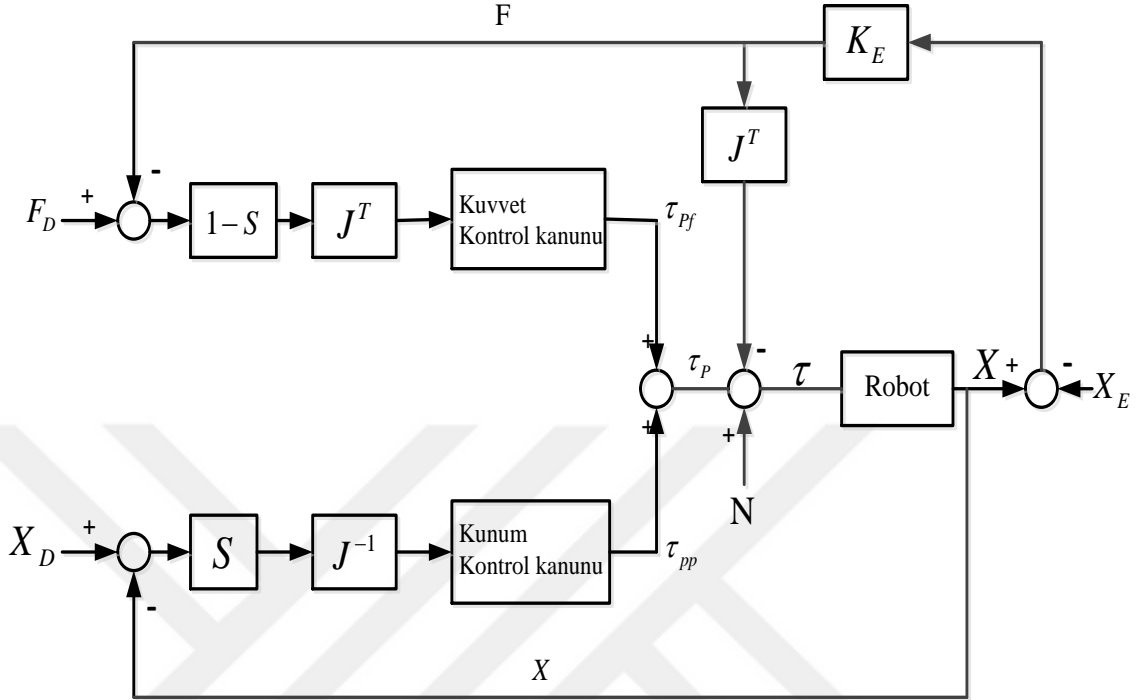 F
K_E
J^T
F_D
+
-
1-S
J^T
Kuvvet
Kontrol kanunu
τ_Pf
+
τ_P
-
τ
Robot
X
+
-
X_E
+
+
N
X_D
+
-
S
J^-1
Kunum
Kontrol kanunu
τ_pp
X